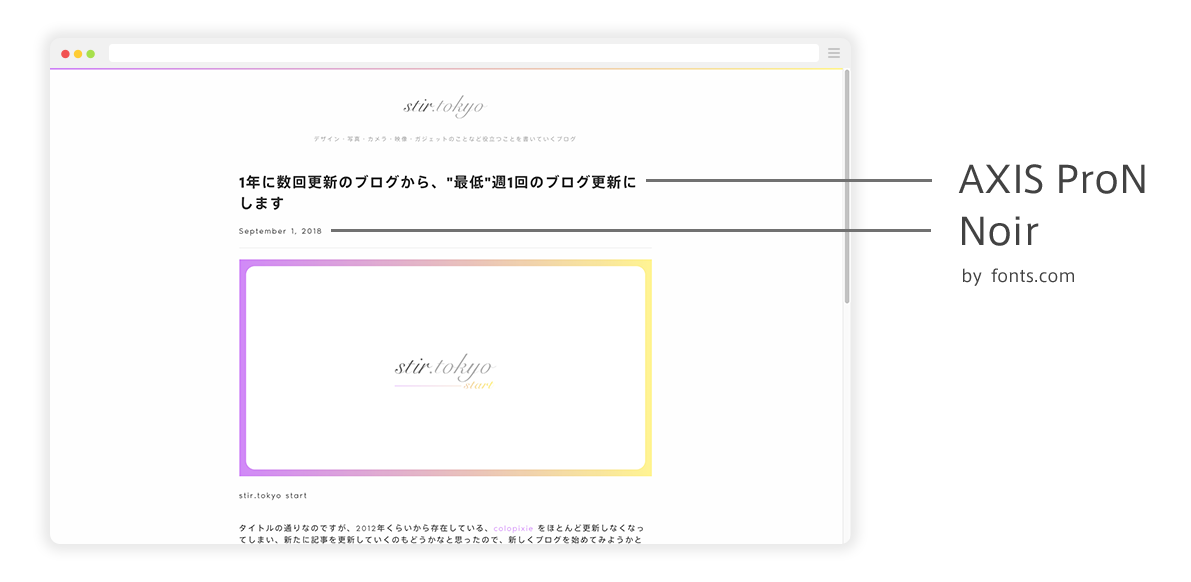 stir.tokyo
デザイン・写真・カメラ・映像・ガジェットのことなど役立つことを書いていくブログ
1年に数回更新のブログから、"最低"週1回のブログ更新に
します
September 1, 2018
stir.tokyo
start
stir.tokyo start
タイトルの通りなのですが、2012年くらいから存在している、colopixie をほとんど更新しなくなっ
てしまい、新たに記事を更新していくのもどうかなと思ったので、新しくブログを始めてみようかと
AXIS ProN
Noir
by fonts.com